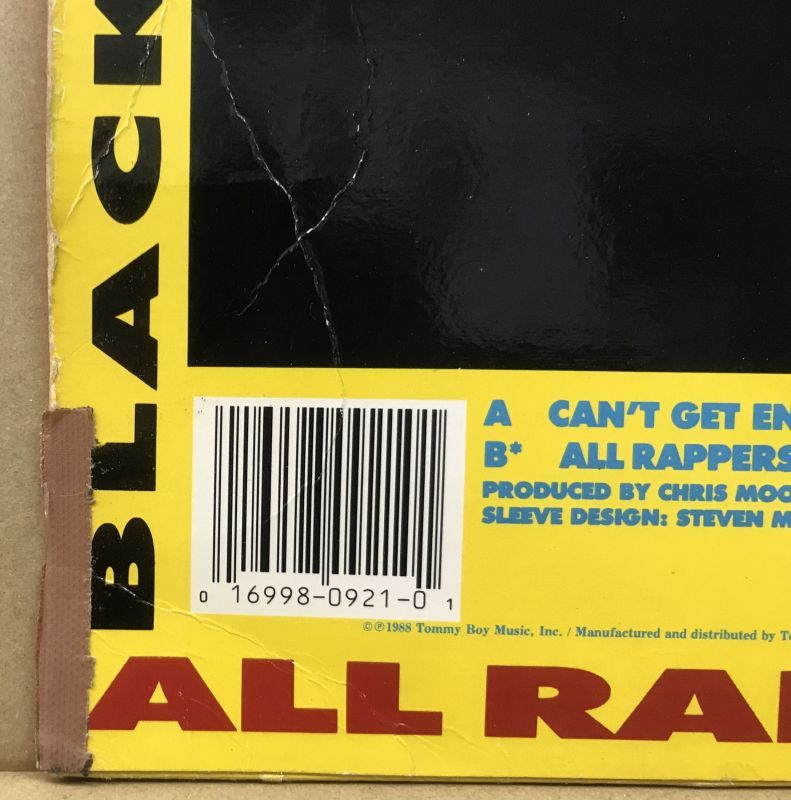 BLACK
A CAN'T GET EN
B* ALL RAPPERS
PRODUCED BY CHRIS MOO
SLEEVE DESIGN: STEVEN M
0 16998-0921-0 1
©℗1988 Tommy Boy Music, Inc. / Manufactured and distributed by T
ALL RA